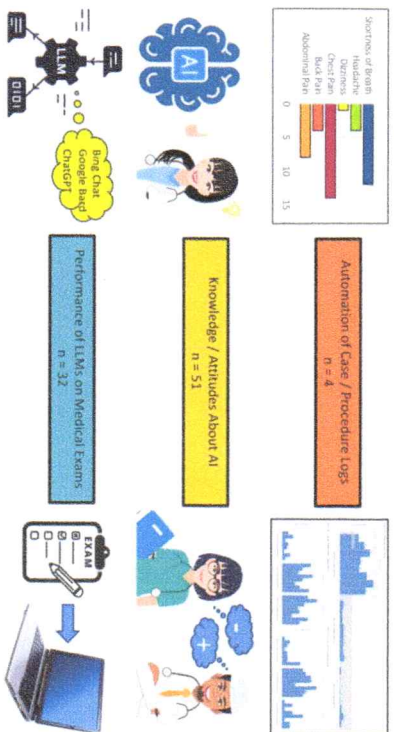 Shortness of Breath
Headache
Dizziness
Chest Pain
Back Pain
Abdominal Pain
0 5 10 15
Automation of Case / Procedure Logs
n = 4
AI
Knowledge / Attitudes About AI
n = 51
-
+
LLM
0101
Bing Chat
Google Bard
ChatGPT
Performance of LLMs on Medical Exams
n = 32
EXAM